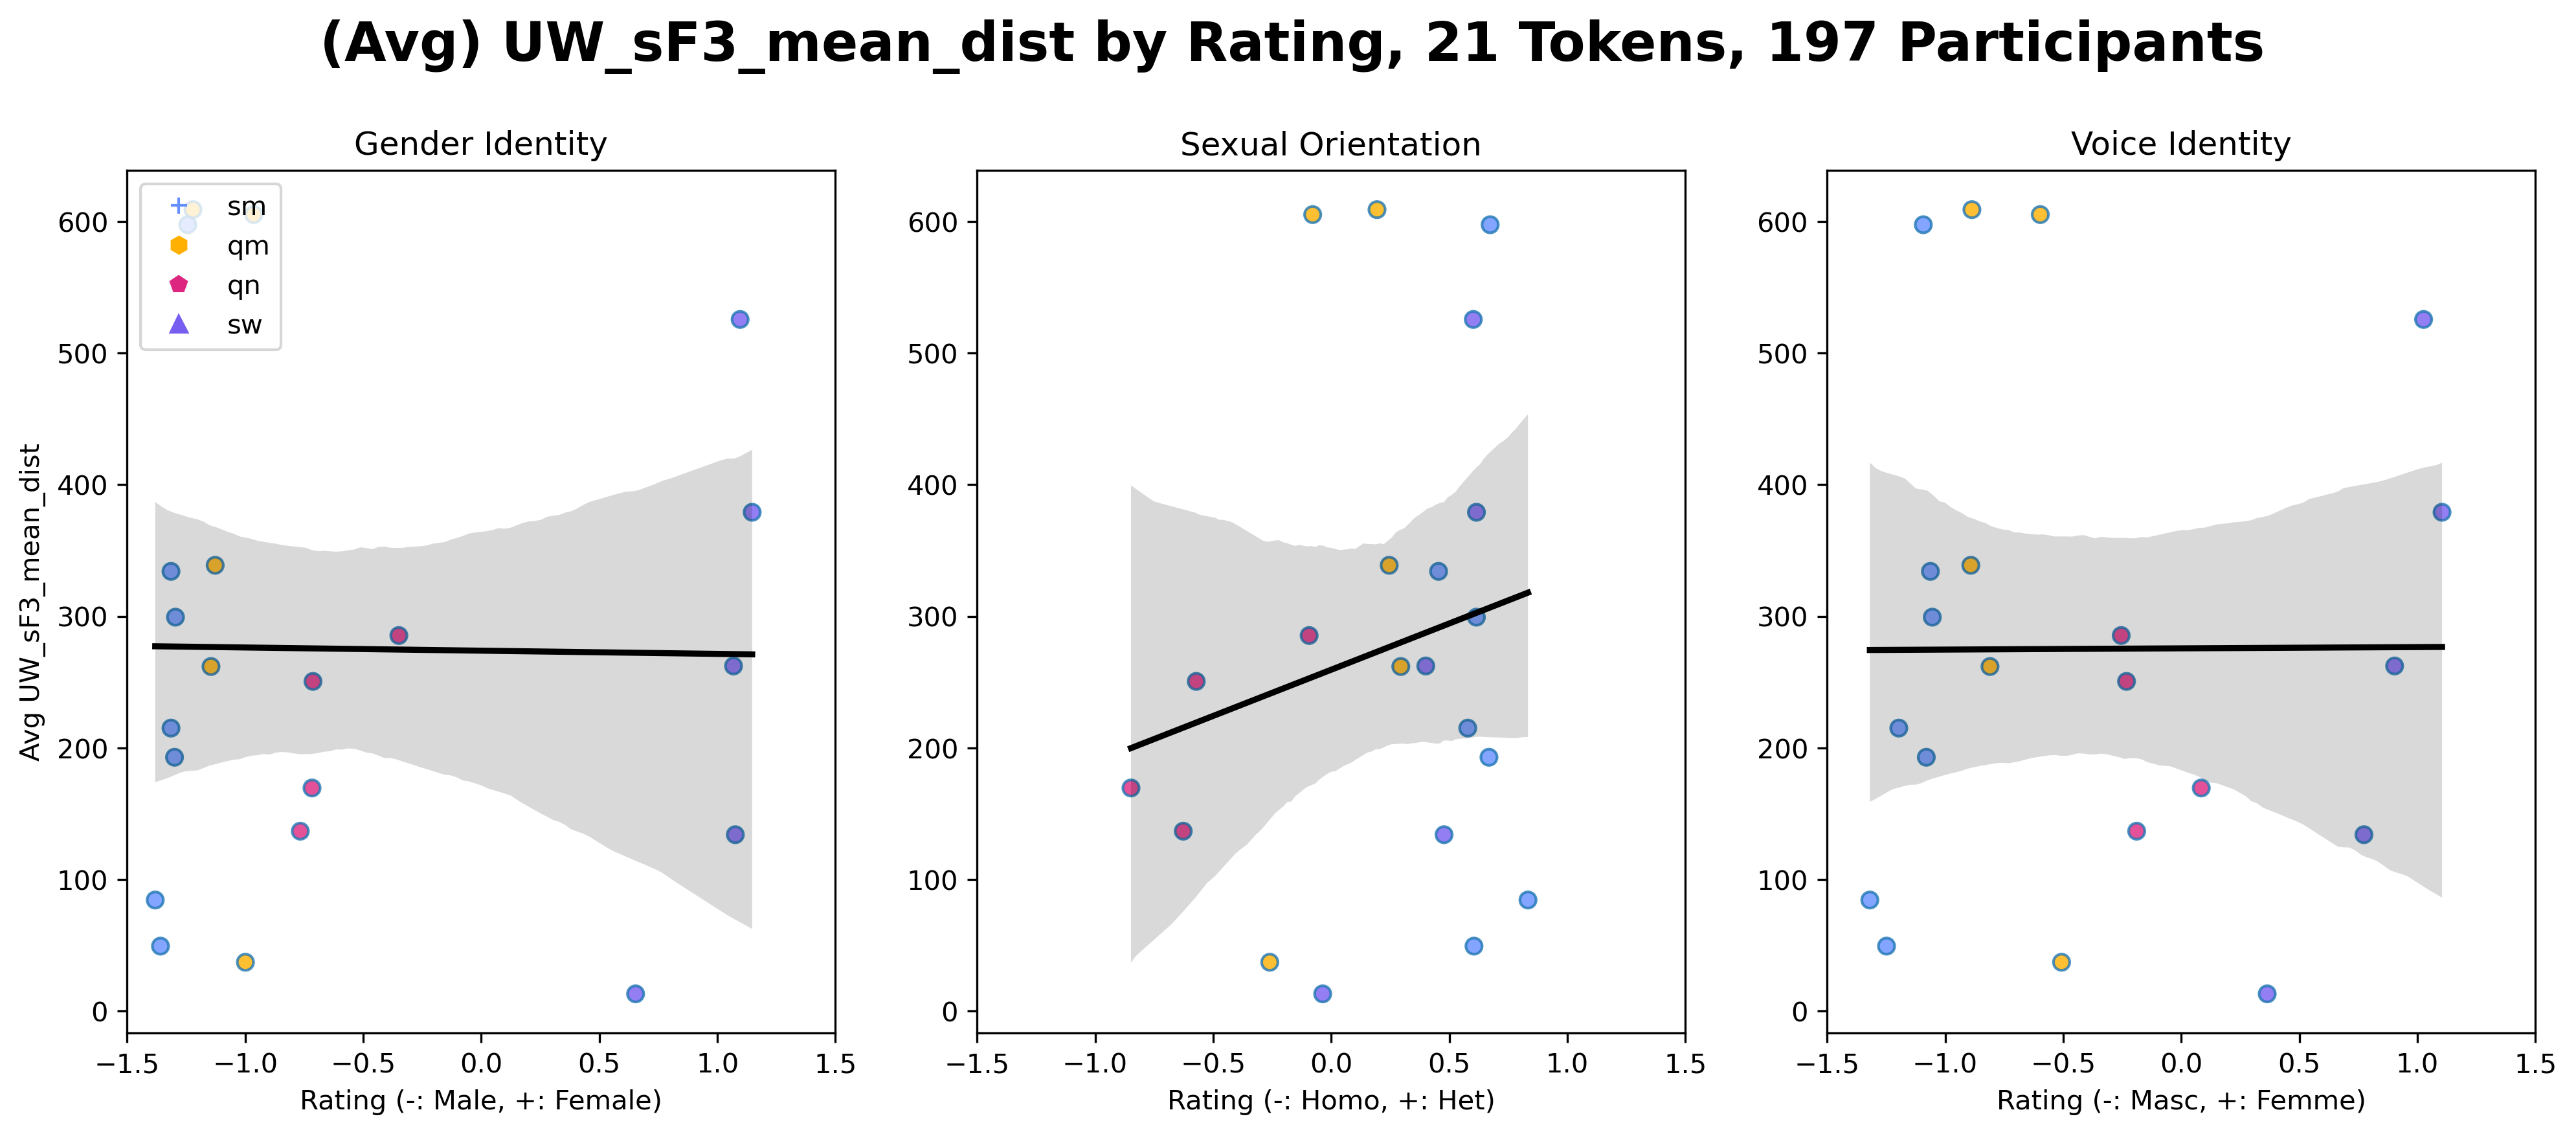 (Avg) UW_sF3_mean_dist by Rating, 21 Tokens, 197 Participants
Gender Identity
Sexual Orientation
Voice Identity
sm
qm
qn
sw
Avg UW_sF3_mean_dist
600
500
400
300
200
100
0
600
500
400
300
200
100
0
600
500
400
300
200
100
0
−1.5 −1.0 −0.5 0.0 0.5 1.0 1.5
−1.5 −1.0 −0.5 0.0 0.5 1.0 1.5
−1.5 −1.0 −0.5 0.0 0.5 1.0 1.5
Rating (-: Male, +: Female)
Rating (-: Homo, +: Het)
Rating (-: Masc, +: Femme)